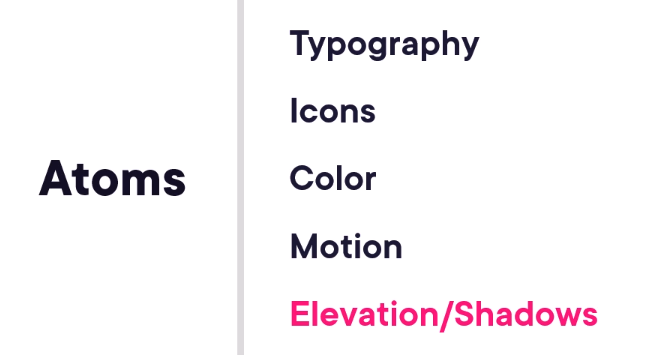 Atoms
Typography
Icons
Color
Motion
Elevation/Shadows